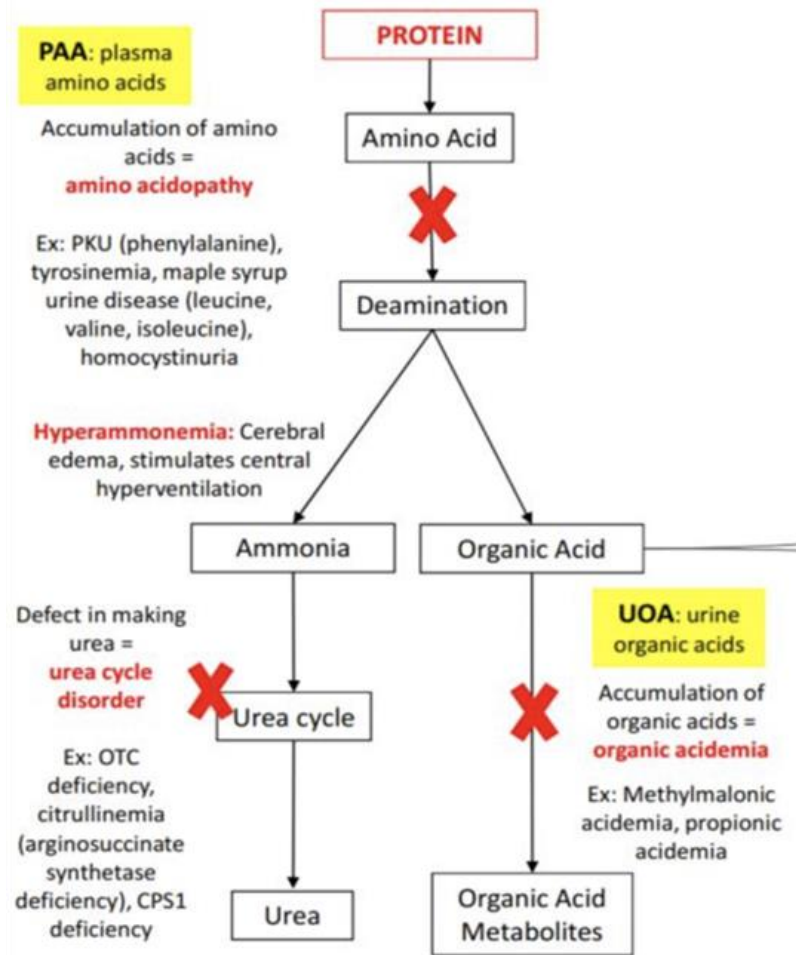 PROTEIN
PAA: plasma
amino acids
Amino Acid
Accumulation of amino
acids =
amino acidopathy
Ex: PKU (phenylalanine),
tyrosinemia, maple syrup
urine disease (leucine,
valine, isoleucine),
homocystinuria
Deamination
Hyperammonemia: Cerebral
edema, stimulates central
hyperventilation
Ammonia
Organic Acid
Defect in making
urea =
urea cycle
disorder
Urea cycle
Ex: OTC
deficiency,
citrullinemia
(arginosuccinate
synthetase
deficiency), CPS1
deficiency
Urea
UOA: urine
organic acids
Accumulation of
organic acids =
organic acidemia
Ex: Methylmalonic
acidemia, propionic
acidemia
Organic Acid
Metabolites